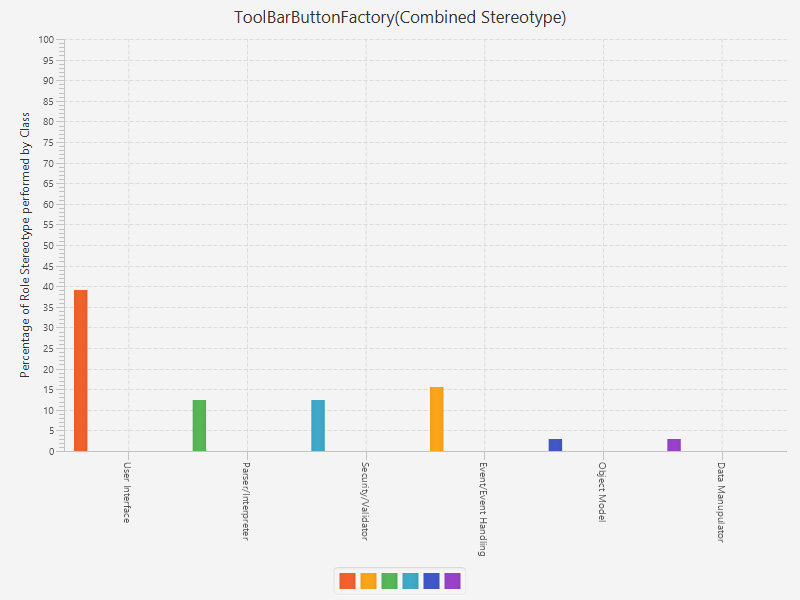 ToolBarButtonFactory(Combined Stereotype)
Percentage of Role Stereotype performed by Class
100
95
90
85
80
75
70
65
60
55
50
45
40
35
30
25
20
15
10
5
0
User Interface
Parser/Interpreter
Security/Validator
Event/Event Handling
Object Model
Data Manupulator